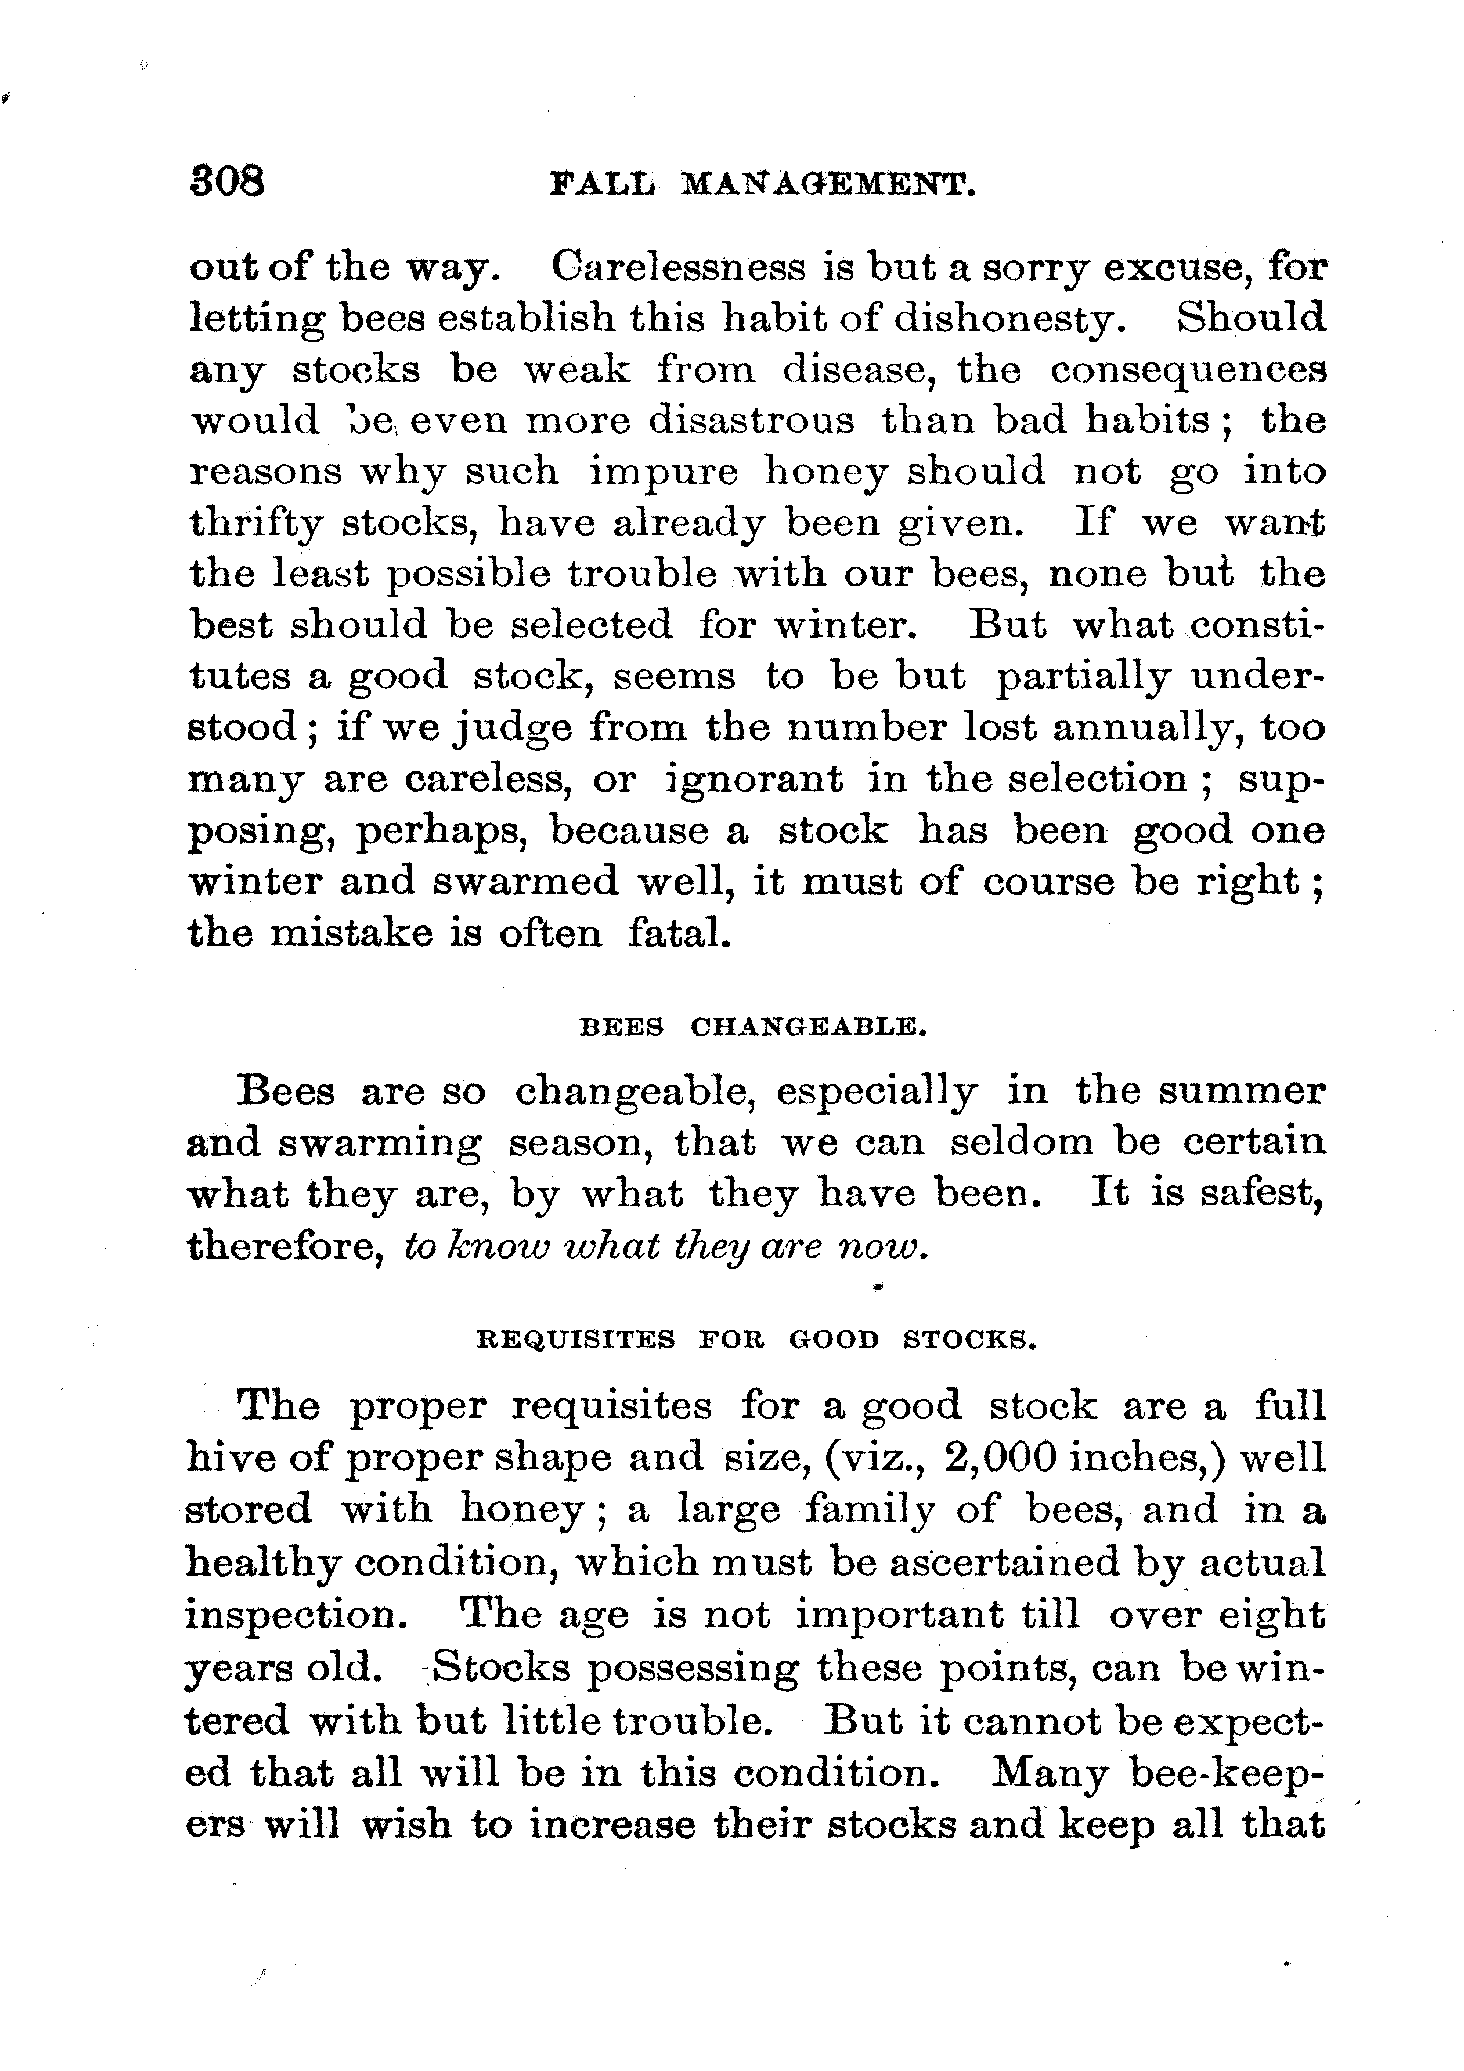 308 FALL MANAGEMENT.
out of the way. Carelessness is but a sorry excuse, for
letting bees establish this habit of dishonesty. Should
any stocks be weak from disease, the consequences
would be even more disastrous than bad habits ; the
reasons why such impure honey should not go into
thrifty stocks, have already been given. If we want
the least possible trouble with our bees, none but the
best should be selected for winter. But what consti-
tutes a good stock, seems to be but partially under-
stood ; if we judge from the number lost annually, too
many are careless, or ignorant in the selection ; sup-
posing, perhaps, because a stock has been good one
winter and swarmed well, it must of course be right ;
the mistake is often fatal.
BEES CHANGEABLE.
Bees are so changeable, especially in the summer
and swarming season, that we can seldom be certain
what they are, by what they have been. It is safest,
therefore, to know what they are now.
REQUISITES FOR GOOD STOCKS.
The proper requisites for a good stock are a full
hive of proper shape and size, (viz., 2,000 inches,) well
stored with honey ; a large family of bees, and in a
healthy condition, which must be ascertained by actual
inspection. The age is not important till over eight
years old. Stocks possessing these points, can be win-
tered with but little trouble. But it cannot be expect-
ed that all will be in this condition. Many bee-keep-
ers will wish to increase their stocks and keep all that